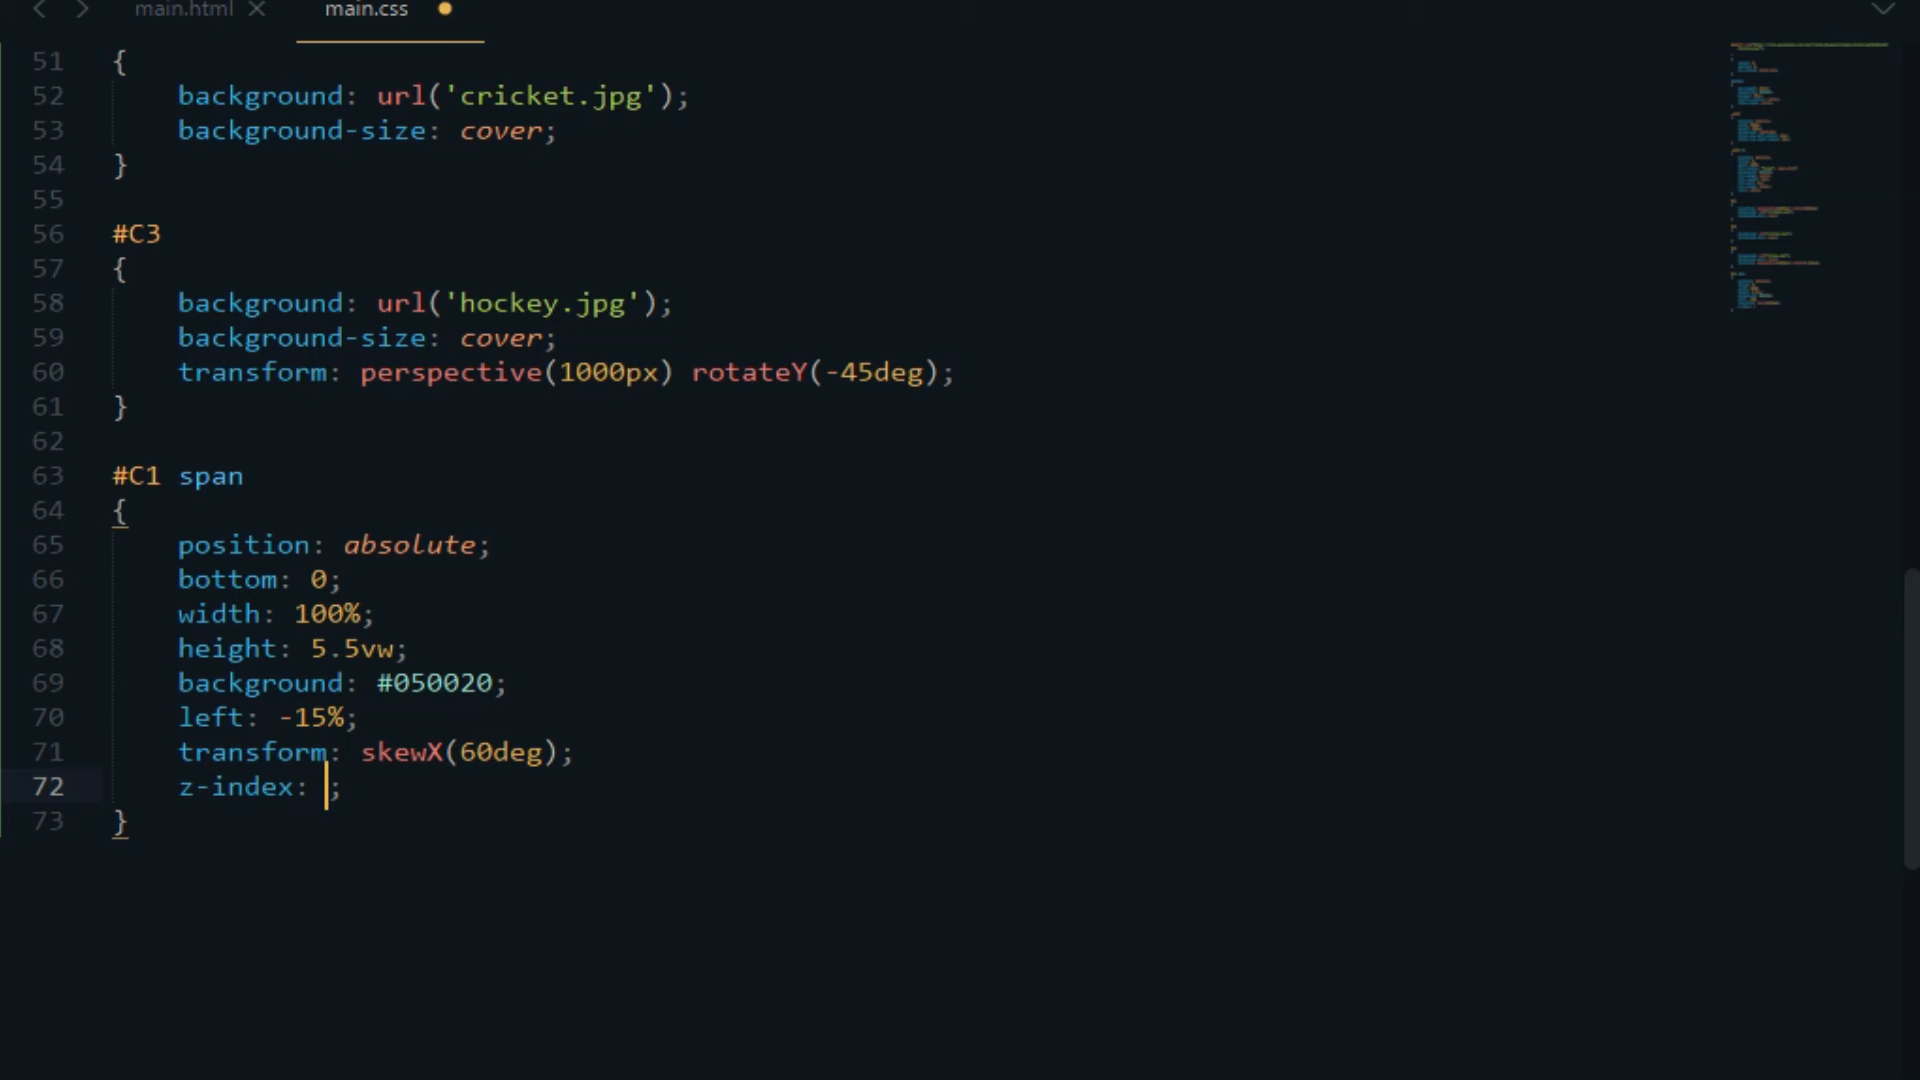 main.html × main.css
51 {
52 background: url('cricket.jpg');
53 background-size: cover;
54 }
55
56 #C3
57 {
58 background: url('hockey.jpg');
59 background-size: cover;
60 transform: perspective(1000px) rotateY(-45deg);
61 }
62
63 #C1 span
64 {
65 position: absolute;
66 bottom: 0;
67 width: 100%;
68 height: 5.5vw;
69 background: #050020;
70 left: -15%;
71 transform: skewX(60deg);
72 z-index: ;
73 }